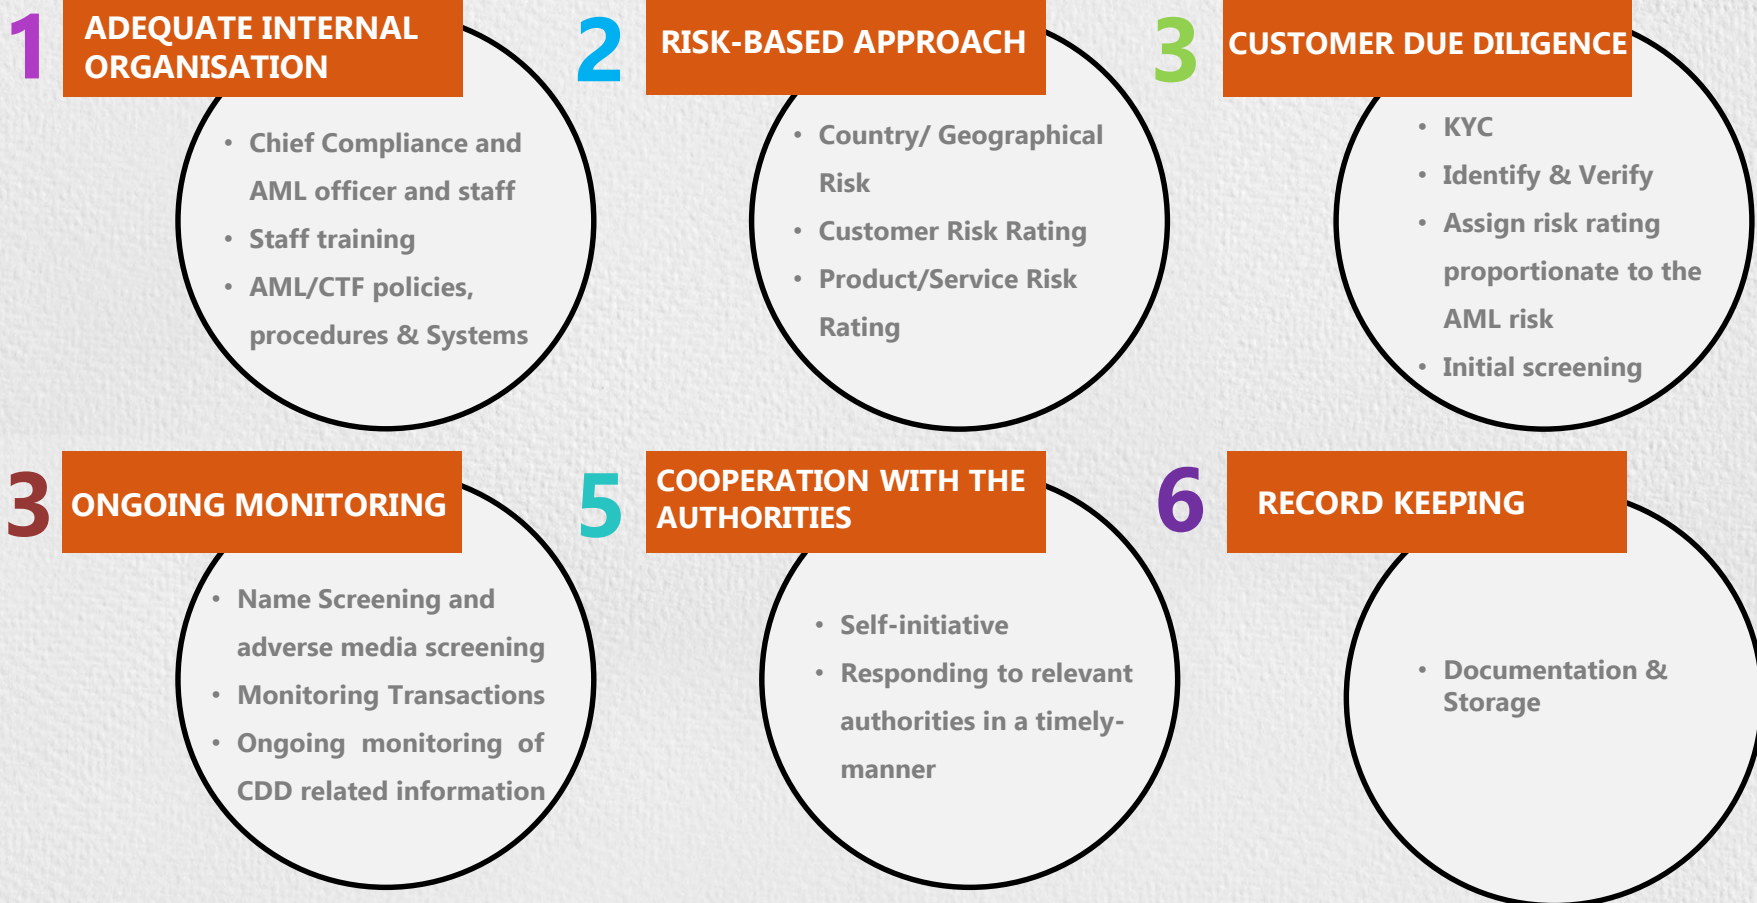 1
ADEQUATE INTERNAL
ORGANISATION
• Chief Compliance and
AML officer and staff
• Staff training
• AML/CTF policies,
procedures & Systems
2
RISK-BASED APPROACH
• Country/ Geographical
Risk
• Customer Risk Rating
• Product/Service Risk
Rating
3
CUSTOMER DUE DILIGENCE
• KYC
• Identify & Verify
• Assign risk rating
proportionate to the
AML risk
• Initial screening
3
ONGOING MONITORING
• Name Screening and
adverse media screening
• Monitoring Transactions
• Ongoing monitoring of
CDD related information
5
COOPERATION WITH THE
AUTHORITIES
• Self-initiative
• Responding to relevant
authorities in a timely-
manner
6
RECORD KEEPING
• Documentation &
Storage